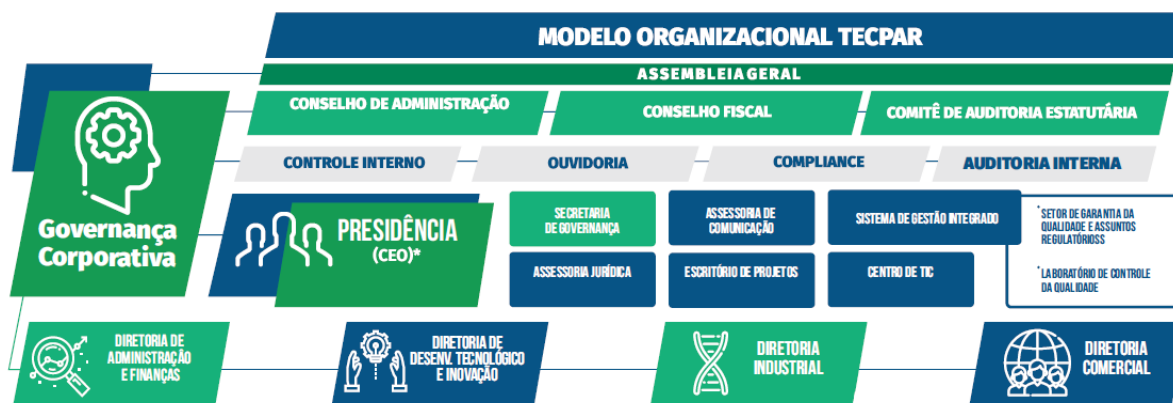 MODELO ORGANIZACIONAL TECPAR
ASSEMBLEIA GERAL
CONSELHO DE ADMINISTRAÇÃO
CONSELHO FISCAL
COMITÊ DE AUDITORIA ESTATUTÁRIA
CONTROLE INTERNO
OUVIDORIA
COMPLIANCE
AUDITORIA INTERNA
Governança
Corporativa
PRESIDÊNCIA
(CEO)*
SECRETARIA
DE GOVERNANÇA
ASSESSORIA DE
COMUNICAÇÃO
SISTEMA DE GESTÃO INTEGRADO
*SETOR DE GARANTIA DA
QUALIDADE E ASSUNTOS
REGULATÓRIOSS
ASSESSORIA JURÍDICA
ESCRITÓRIO DE PROJETOS
CENTRO DE TIC
*LABORATÓRIO DE CONTROLE
DA QUALIDADE
DIRETORIA DE
ADMINISTRAÇÃO
E FINANÇAS
DIRETORIA DE
DESENV. TECNOLÓGICO
E INOVAÇÃO
DIRETORIA
INDUSTRIAL
DIRETORIA
COMERCIAL